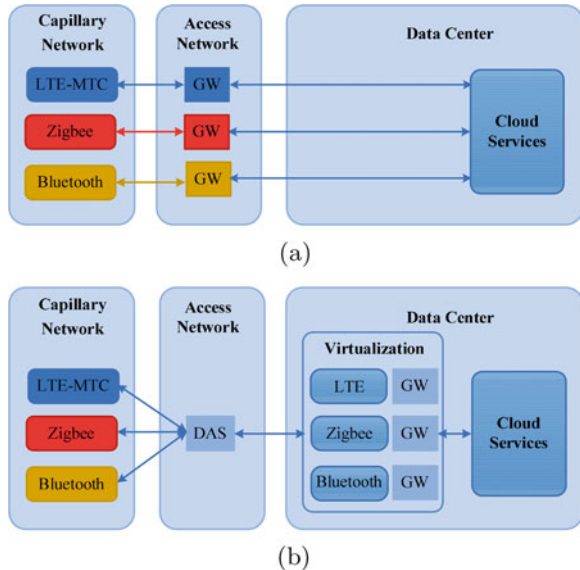 Capillary
Network
Access
Network
Data Center
LTE-MTC
GW
Zigbee
GW
Bluetooth
GW
Cloud
Services
(a)
Capillary
Network
Access
Network
Data Center
Virtualization
LTE-MTC
LTE
GW
Zigbee
DAS
Zigbee
GW
Bluetooth
Bluetooth
GW
Cloud
Services
(b)